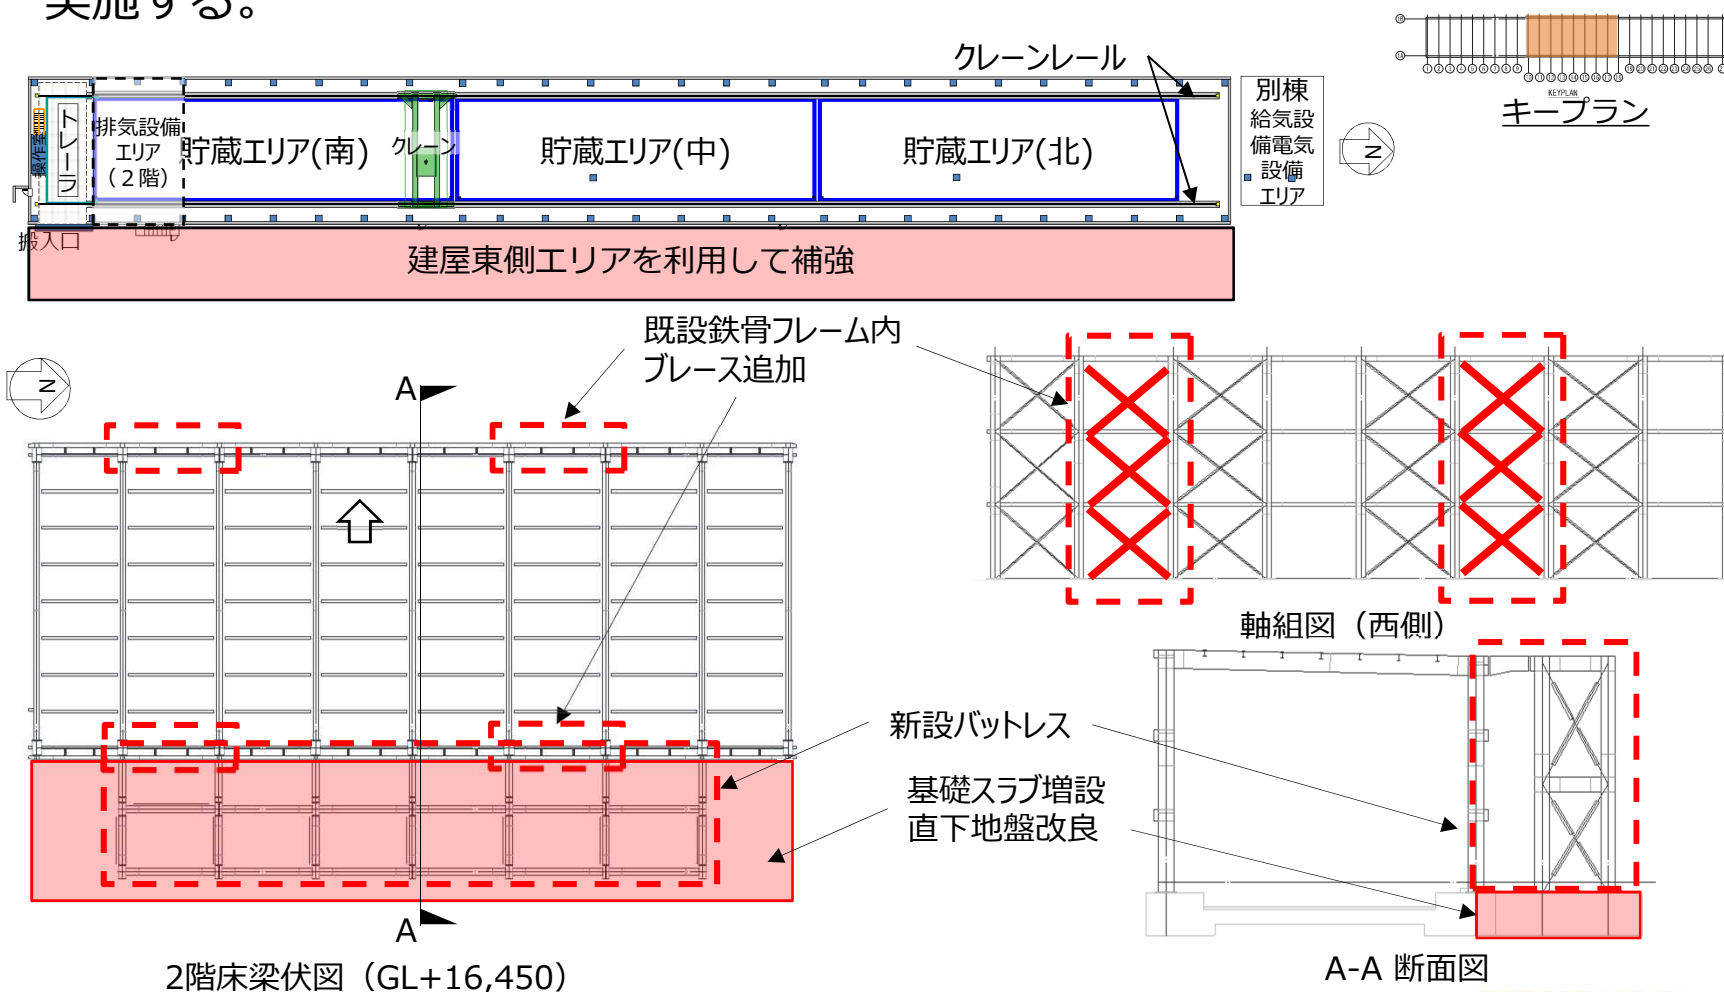 実施する。
クレーンレール
KEYPLAN
キープラン
トレーラ
操作室
排気設備
エリア
（２階）
貯蔵エリア(南)
クレーン
貯蔵エリア(中)
貯蔵エリア(北)
別棟
給気設
備電気
設備
エリア
N
搬入口
建屋東側エリアを利用して補強
既設鉄骨フレーム内
ブレース追加
N
A
軸組図（西側）
新設バットレス
基礎スラブ増設
直下地盤改良
A
2階床梁伏図（GL+16,450）
A-A 断面図